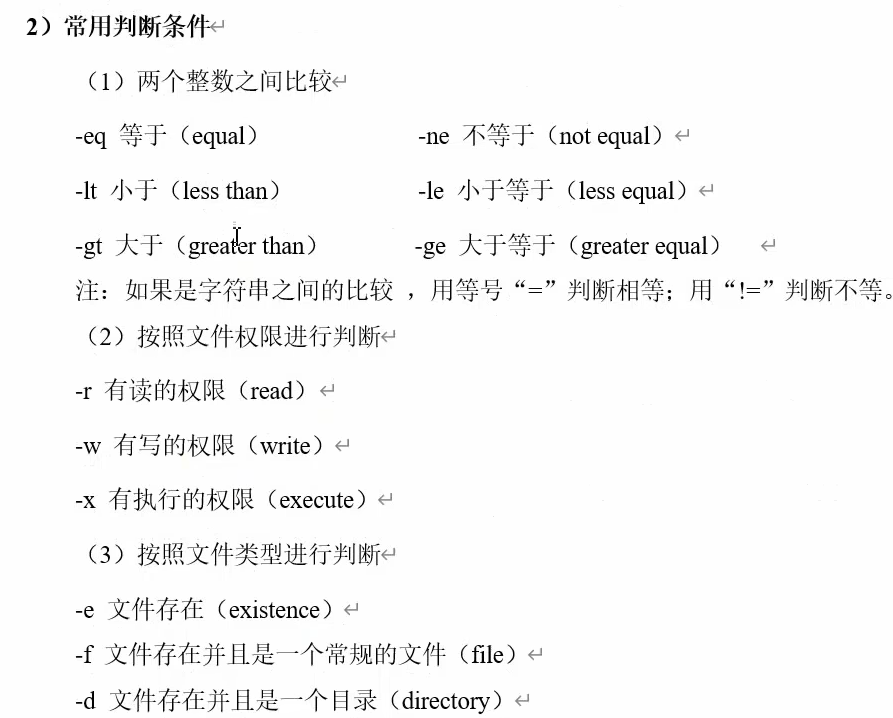 2）常用判断条件↵
（1）两个整数之间比较↵
-eq 等于（equal） -ne 不等于（not equal）↵
-lt 小于（less than） -le 小于等于（less equal）↵
-gt 大于（greater than） -ge 大于等于（greater equal） ↵
注：如果是字符串之间的比较 ，用等号“=”判断相等；用“!=”判断不等。
（2）按照文件权限进行判断↵
-r 有读的权限（read）↵
-w 有写的权限（write）↵
-x 有执行的权限（execute）↵
（3）按照文件类型进行判断↵
-e 文件存在（existence）↵
-f 文件存在并且是一个常规的文件（file）↵
-d 文件存在并且是一个目录（directory）↵